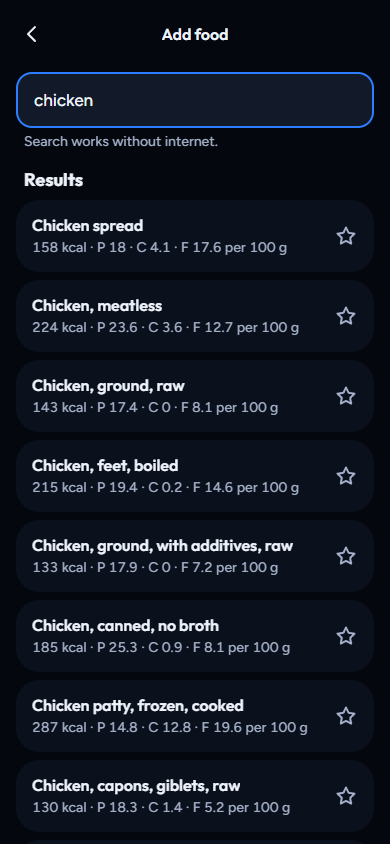 Add food
chicken
Search works without internet.
Results
Chicken spread
158 kcal · P 18 · C 4.1 · F 17.6 per 100 g
Chicken, meatless
224 kcal · P 23.6 · C 3.6 · F 12.7 per 100 g
Chicken, ground, raw
143 kcal · P 17.4 · C 0 · F 8.1 per 100 g
Chicken, feet, boiled
215 kcal · P 19.4 · C 0.2 · F 14.6 per 100 g
Chicken, ground, with additives, raw
133 kcal · P 17.9 · C 0 · F 7.2 per 100 g
Chicken, canned, no broth
185 kcal · P 25.3 · C 0.9 · F 8.1 per 100 g
Chicken patty, frozen, cooked
287 kcal · P 14.8 · C 12.8 · F 19.6 per 100 g
Chicken, capons, giblets, raw
130 kcal · P 18.3 · C 1.4 · F 5.2 per 100 g